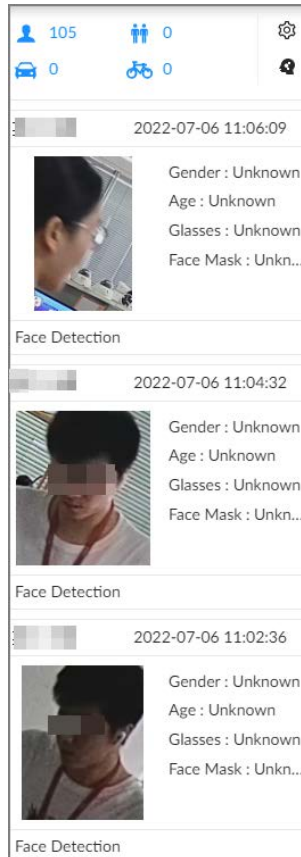 105 0
0 0
2022-07-06 11:06:09
Gender : Unknown
Age : Unknown
Glasses : Unknown
Face Mask : Unkn...
Face Detection
2022-07-06 11:04:32
Gender : Unknown
Age : Unknown
Glasses : Unknown
Face Mask : Unkn...
Face Detection
2022-07-06 11:02:36
Gender : Unknown
Age : Unknown
Glasses : Unknown
Face Mask : Unkn...
Face Detection